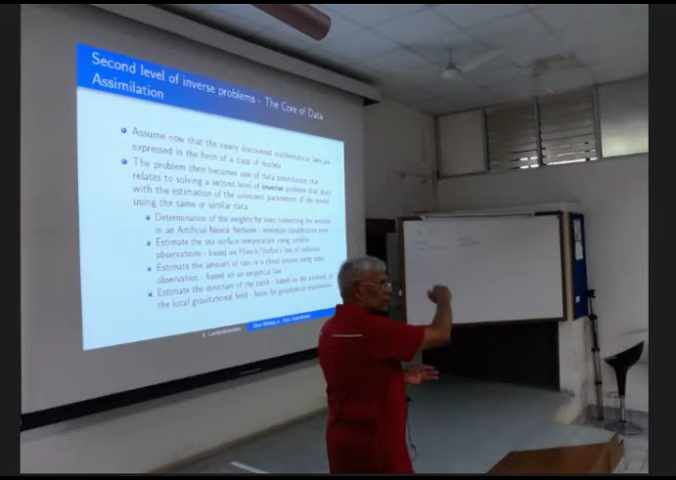 Second level of inverse problems - The Core of Data
Assimilation
Assume now that the newly discovered mathematical laws are
expressed in the form of a class of models
The problem then becomes one of data assimilation that
relates to solving a second level of inverse problems that deals
with the estimation of the unknown parameters of the model
using the same or similar data
Determination of the weights for lines connecting the neurons
in an Artificial Neural Network - minimize classification error
Estimate the sea surface temperature using satellite
observations - based on Planck/Stefan's law of radiation
Estimate the amount of rain in a cloud system using radar
observation - based on an empirical law
Estimate the structure of the earth - based on the anomaly in
the local gravitational field - basis for geophysical exploration